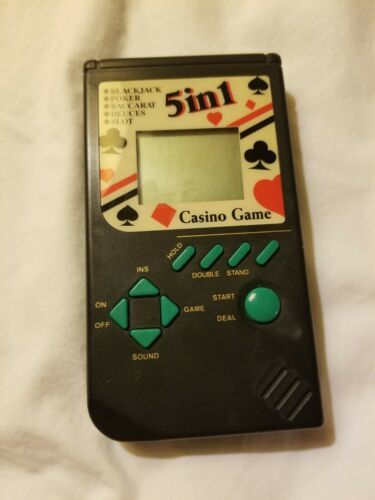 BLACKJACK
POKER
BACCARAT
DEUCES
SLOT
5in1
Casino Game
HOLD
DOUBLE STAND
INS
ON
OFF
GAME
START
DEAL
SOUND